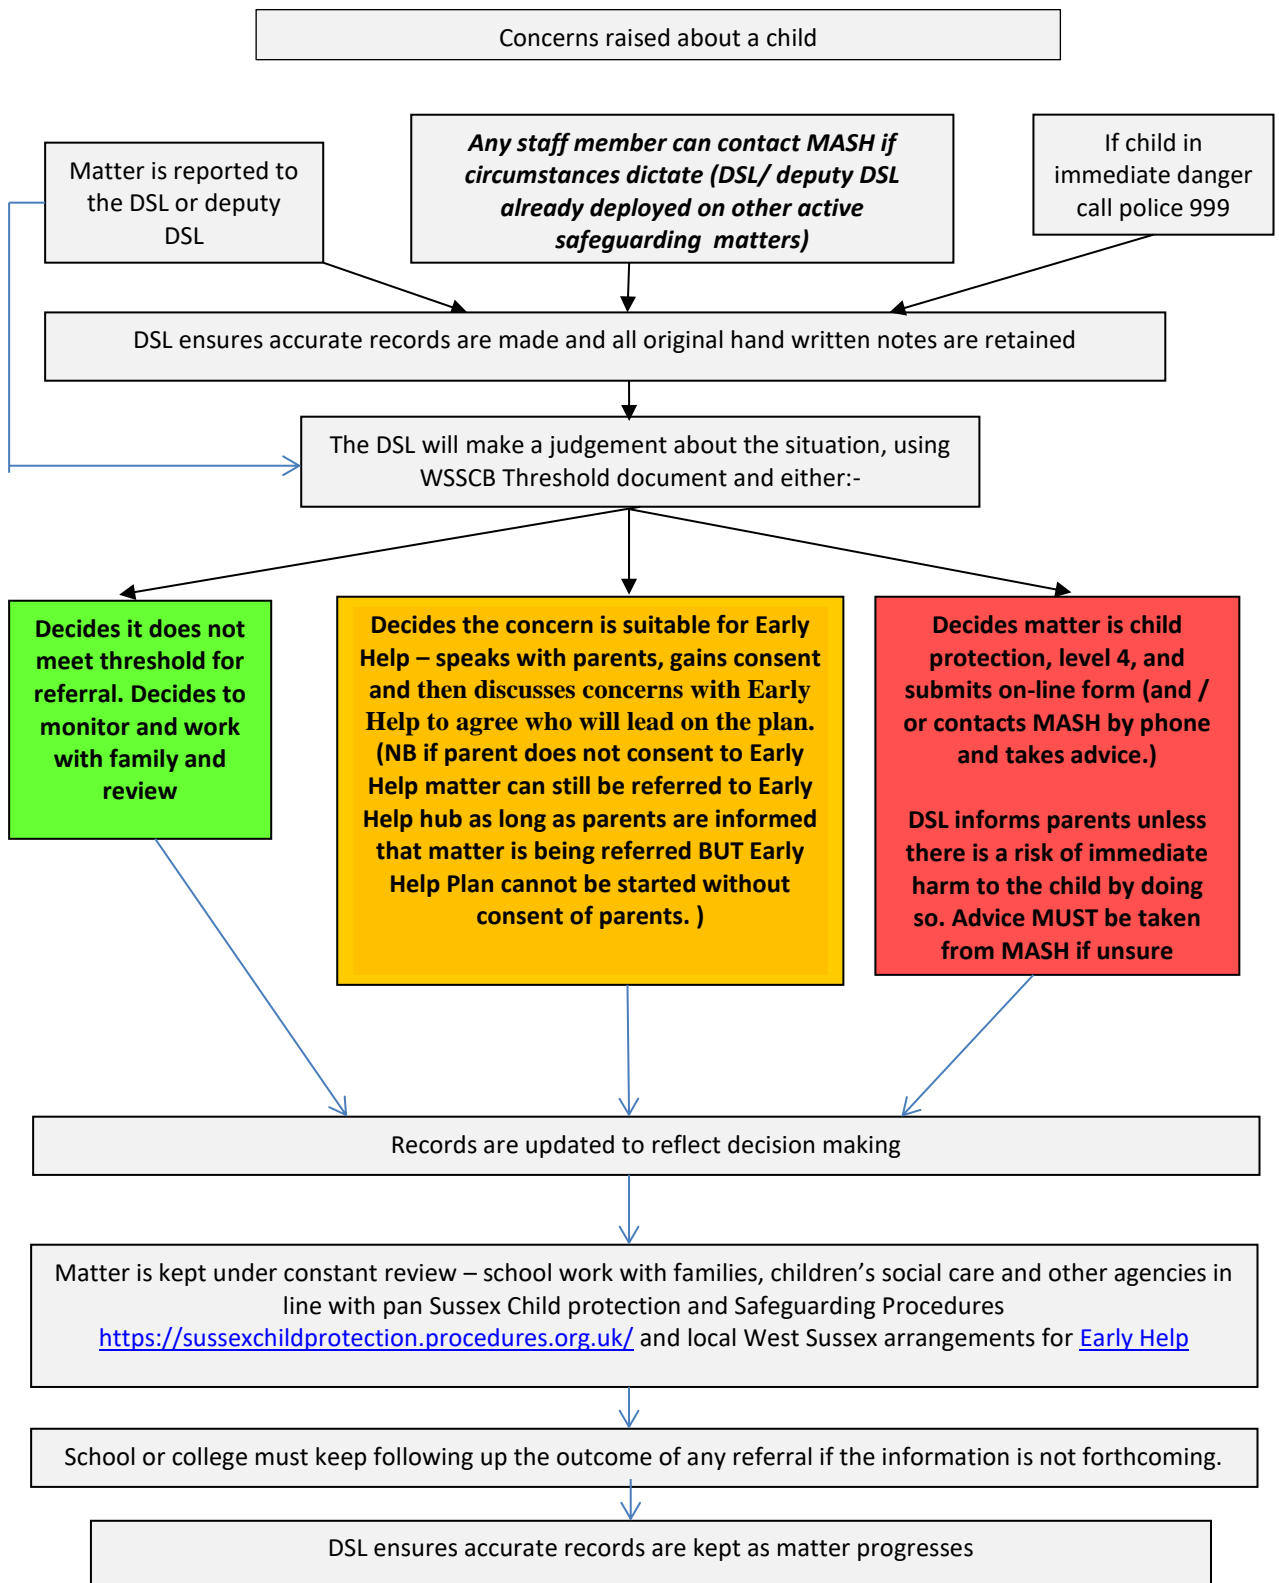 Concerns raised about a child
Matter is reported to
the DSL or deputy
DSL
Any staff member can contact MASH if
circumstances dictate (DSL/ deputy DSL
already deployed on other active
safeguarding  matters)
If child in
immediate danger
call police 999
DSL ensures accurate records are made and all original hand written notes are retained
The DSL will make a judgement about the situation, using
WSSCB Threshold document and either:-
Decides it does not
meet threshold for
referral. Decides to
monitor and work
with family and
review
Decides the concern is suitable for Early
Help – speaks with parents, gains consent
and then discusses concerns with Early
Help to agree who will lead on the plan.
(NB if parent does not consent to Early
Help matter can still be referred to Early
Help hub as long as parents are informed
that matter is being referred BUT Early
Help Plan cannot be started without
consent of parents. )
Decides matter is child
protection, level 4, and
submits on-line form (and /
or contacts MASH by phone
and takes advice.)
DSL informs parents unless
there is a risk of immediate
harm to the child by doing
so. Advice MUST be taken
from MASH if unsure
Records are updated to reflect decision making
Matter is kept under constant review – school work with families, children’s social care and other agencies in
line with pan Sussex Child protection and Safeguarding Procedures
https://sussexchildprotection.procedures.org.uk/ and local West Sussex arrangements for Early Help
School or college must keep following up the outcome of any referral if the information is not forthcoming.
DSL ensures accurate records are kept as matter progresses